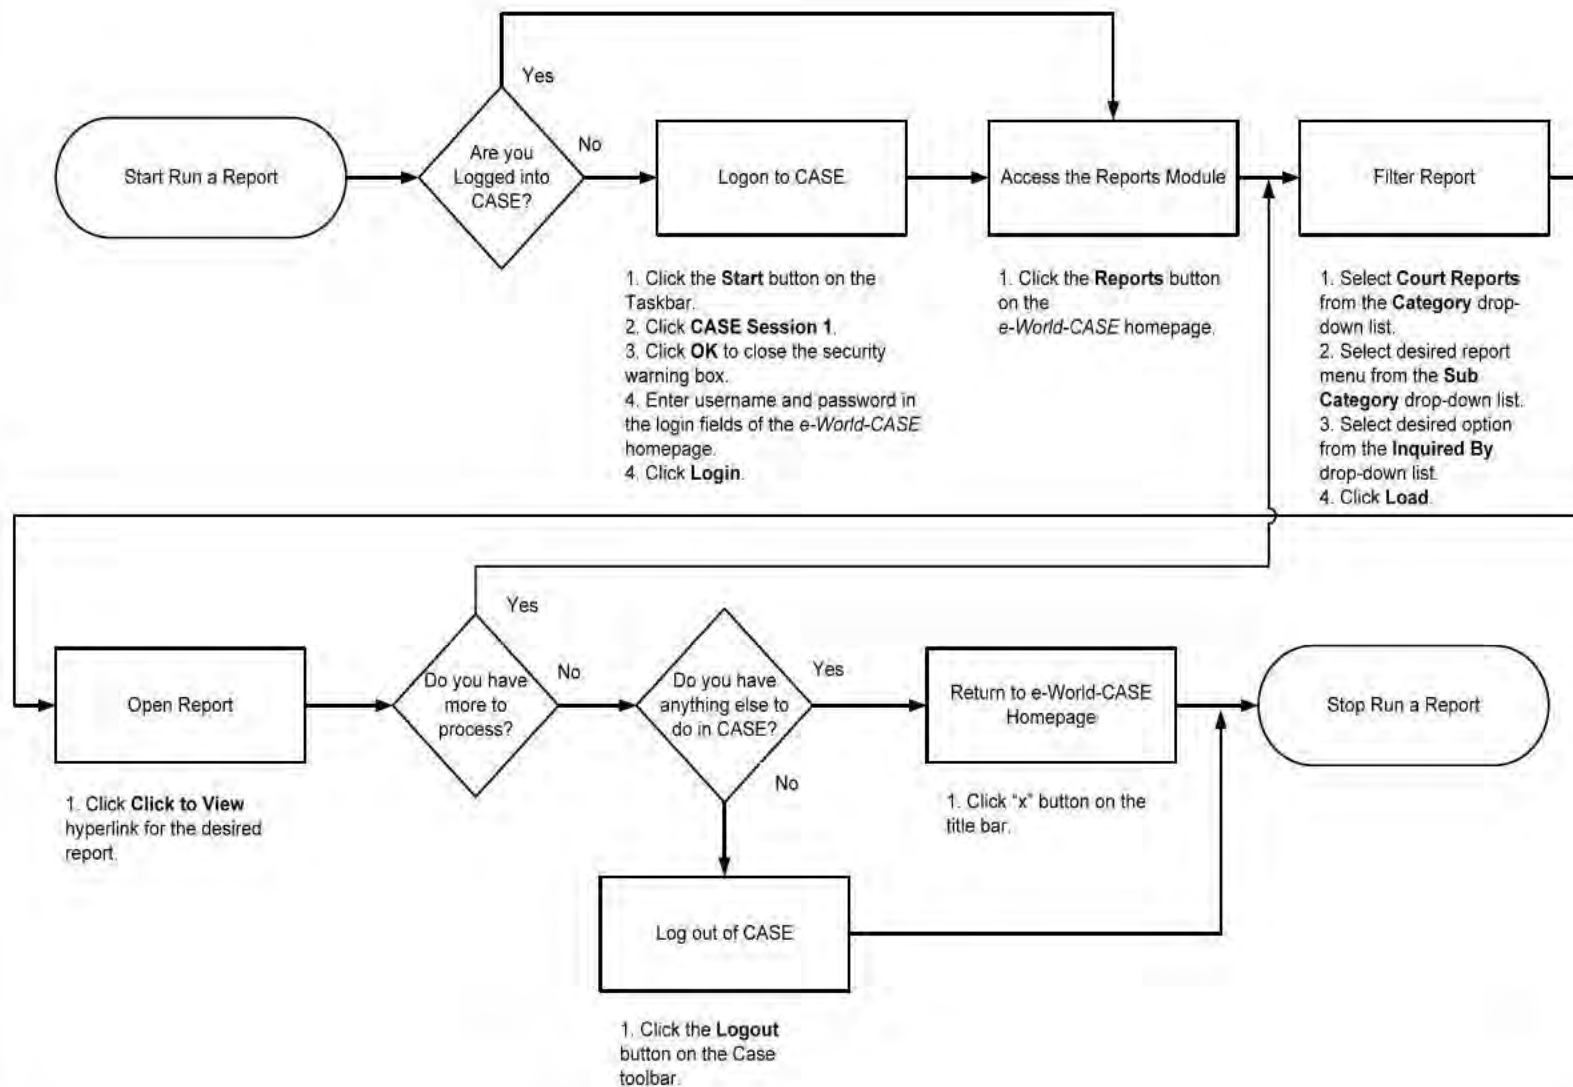 Yes
Start Run a Report
Are you
Logged into
CASE?
No
Logon to CASE
Access the Reports Module
Filter Report
1. Click the Start button on the
Taskbar.
2. Click CASE Session 1.
3. Click OK to close the security
warning box.
4. Enter username and password in
the login fields of the e-World-CASE
homepage.
4. Click Login.
1. Click the Reports button
on the
e-World-CASE homepage.
1. Select Court Reports
from the Category drop-
down list.
2. Select desired report
menu from the Sub
Category drop-down list.
3. Select desired option
from the Inquired By
drop-down list.
4. Click Load.
Open Report
1. Click Click to View
hyperlink for the desired
report.
Yes
Do you have
more to
process?
No
Do you have
anything else to
do in CASE?
Yes
No
Return to e-World-CASE
Homepage
1. Click “x” button on the
title bar.
Stop Run a Report
Log out of CASE
1. Click the Logout
button on the Case
toolbar.